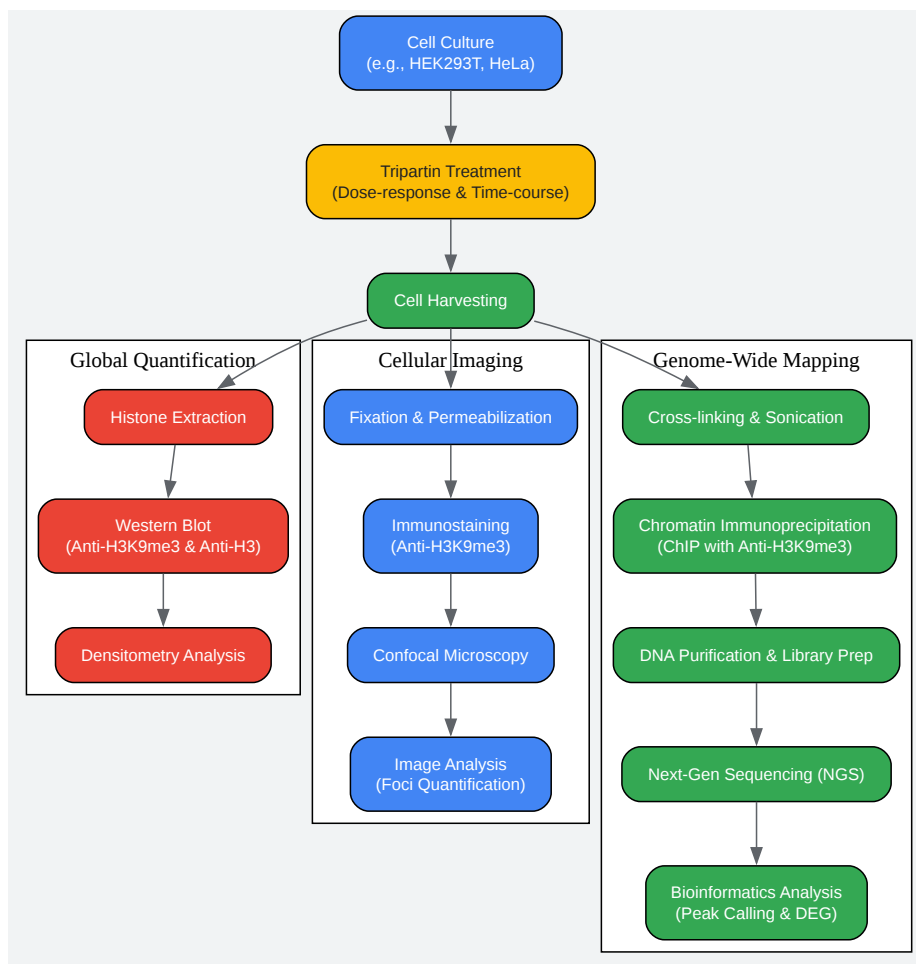 Cell Culture
(e.g., HEK293T, HeLa)
Tripartin Treatment
(Dose-response & Time-course)
Cell Harvesting
Global Quantification
Histone Extraction
Western Blot
(Anti-H3K9me3 & Anti-H3)
Densitometry Analysis
Cellular Imaging
Fixation & Permeabilization
Immunostaining
(Anti-H3K9me3)
Confocal Microscopy
Image Analysis
(Foci Quantification)
Genome-Wide Mapping
Cross-linking & Sonication
Chromatin Immunoprecipitation
(ChIP with Anti-H3K9me3)
DNA Purification & Library Prep
Next-Gen Sequencing (NGS)
Bioinformatics Analysis
(Peak Calling & DEG)